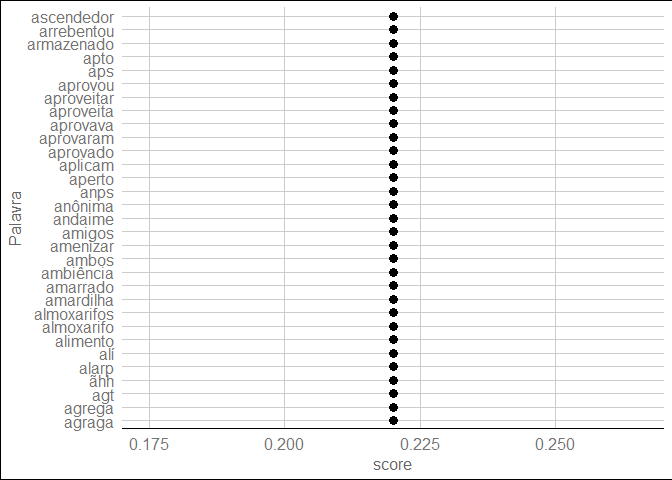 ascendedor
arrebentou
armazenado
apto
aps
aprovou
aproveitar
aproveita
aprovava
aprovaram
aprovado
aplicam
aperto
anps
anônima
andaime
amigos
amenizar
ambos
ambiência
amarrado
amardilha
almoxarifos
almoxarifo
alimento
alí
alarp
ãhh
agt
agrega
agraga
Palavra
0.175 0.200 0.225 0.250
score